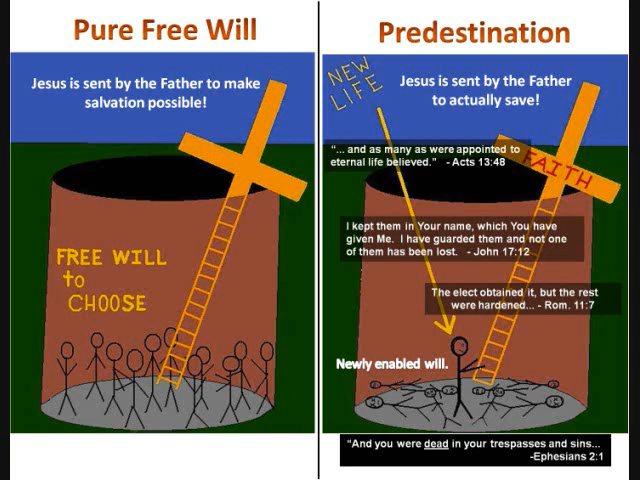 Pure Free Will
Jesus is sent by the Father to make
salvation possible!
FREE WILL
to
CHOOSE
Predestination
NEW
LIFE
Jesus is sent by the Father
to actually save!
"... and as many as were appointed to
eternal life believed." - Acts 13:48
FAITH
I kept them in Your name, which You have
given Me. I have guarded them and not one
of them has been lost. - John 17:12
The elect obtained it, but the rest
were hardened... - Rom. 11:7
Newly enabled will.
"And you were dead in your trespasses and sins...
-Ephesians 2:1